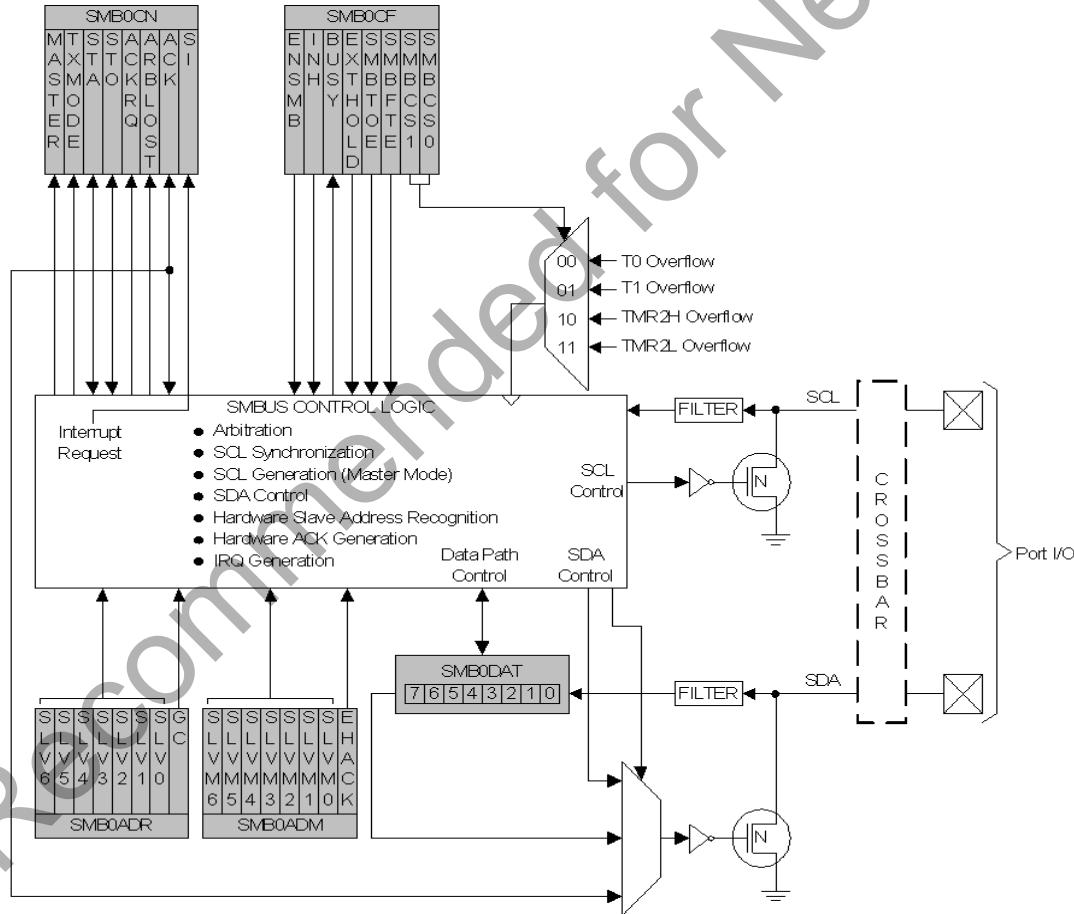 SMB0CN
MASTER
TXMODE
STA
STO
ACKRQ
ARBLOST
ACK
SI
SMB0CF
ENSMB
INH
BUSY
EXTHOLD
SMBTOE
SMBFTE
SMBCS1
SMBCS0
00
T0 Overflow
01
T1 Overflow
10
TMR2H Overflow
11
TMR2L Overflow
SMBUS CONTROL LOGIC
Interrupt
Request
Arbitration
SCL Synchronization
SCL Generation (Master Mode)
SDA Control
Hardware Slave Address Recognition
Hardware ACK Generation
IRQ Generation
SCL
Control
Data Path
Control
SDA
Control
FILTER
SCL
N
CROSSBAR
Port I/O
SMB0DAT
7 6 5 4 3 2 1 0
FILTER
SDA
N
SLV6
SLV5
SLV4
SLV3
SLV2
SLV1
SLV0
GC
SMB0ADR
SLVM6
SLVM5
SLVM4
SLVM3
SLVM2
SLVM1
SLVM0
EHACK
SMB0ADM
Recommended for Ne